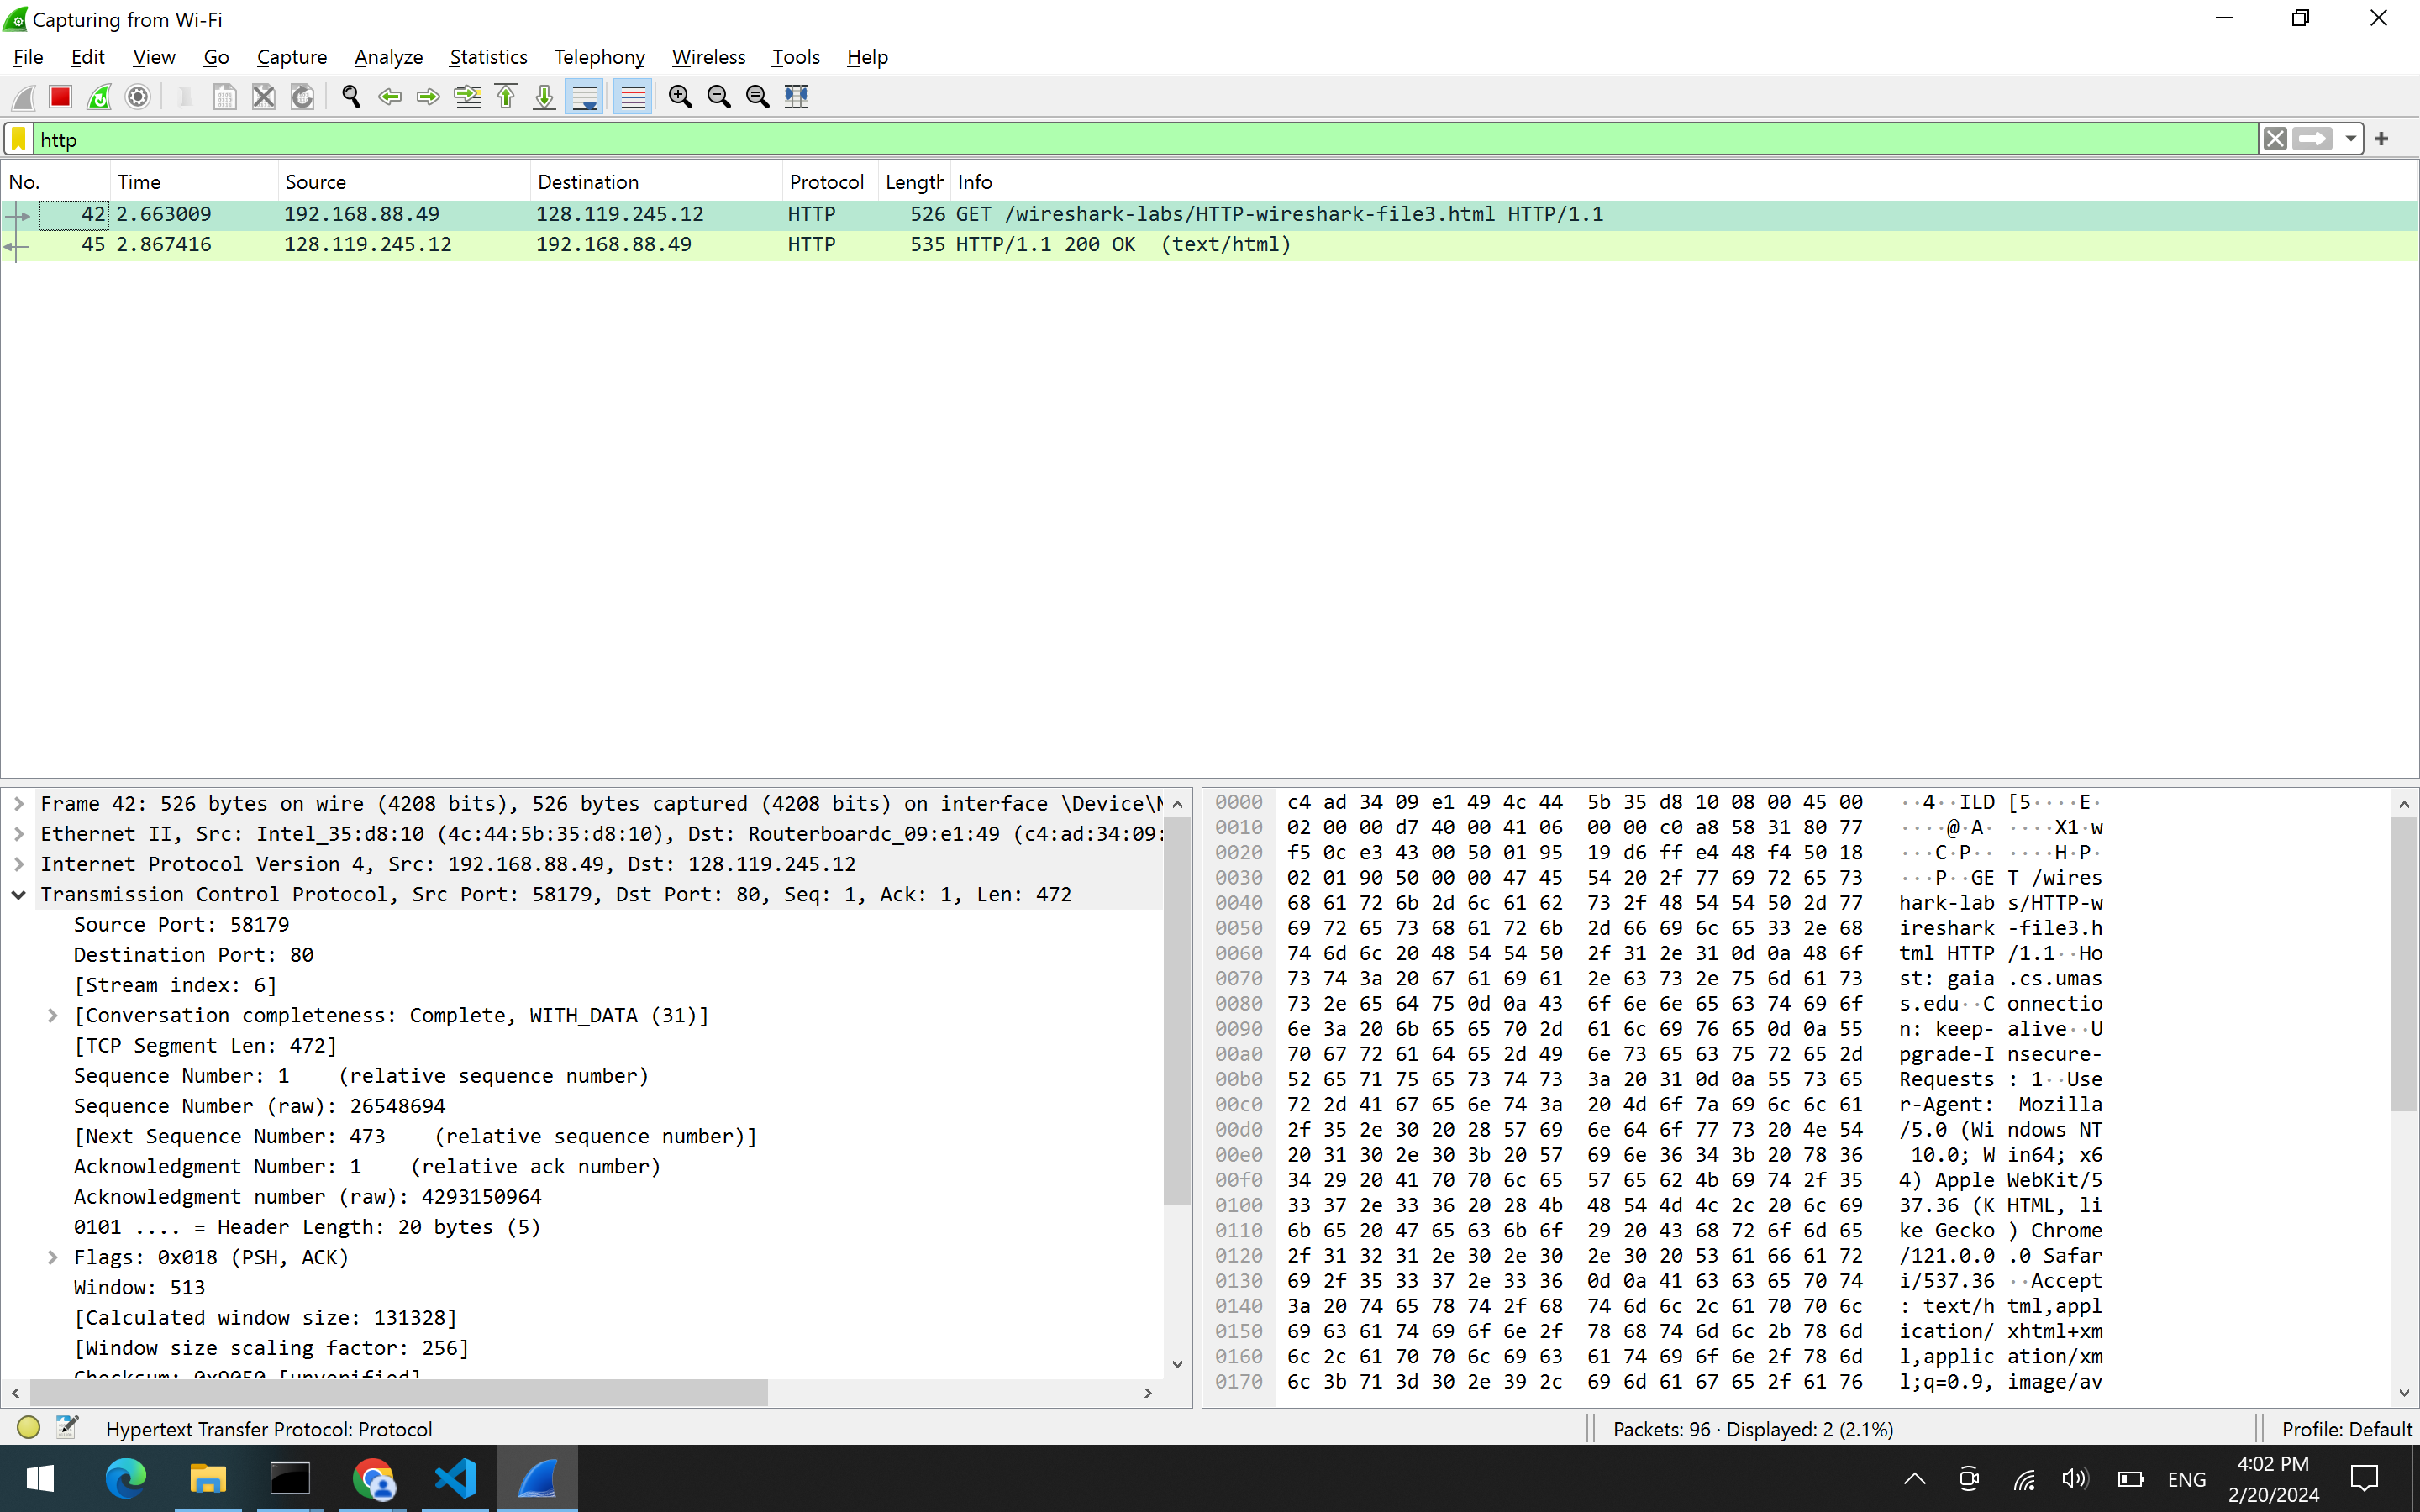 Capturing from Wi-Fi
File Edit View Go Capture Analyze Statistics Telephony Wireless Tools Help
http
No. Time Source Destination Protocol Length Info
42 2.663009 192.168.88.49 128.119.245.12 HTTP 526 GET /wireshark-labs/HTTP-wireshark-file3.html HTTP/1.1
45 2.867416 128.119.245.12 192.168.88.49 HTTP 535 HTTP/1.1 200 OK (text/html)
Frame 42: 526 bytes on wire (4208 bits), 526 bytes captured (4208 bits) on interface \Device\N
Ethernet II, Src: Intel_35:d8:10 (4c:44:5b:35:d8:10), Dst: Routerboardc_09:e1:49 (c4:ad:34:09:
Internet Protocol Version 4, Src: 192.168.88.49, Dst: 128.119.245.12
Transmission Control Protocol, Src Port: 58179, Dst Port: 80, Seq: 1, Ack: 1, Len: 472
Source Port: 58179
Destination Port: 80
[Stream index: 6]
[Conversation completeness: Complete, WITH_DATA (31)]
[TCP Segment Len: 472]
Sequence Number: 1 (relative sequence number)
Sequence Number (raw): 26548694
[Next Sequence Number: 473 (relative sequence number)]
Acknowledgment Number: 1 (relative ack number)
Acknowledgment number (raw): 4293150964
0101 .... = Header Length: 20 bytes (5)
Flags: 0x018 (PSH, ACK)
Window: 513
[Calculated window size: 131328]
[Window size scaling factor: 256]
Checksum: 0x9050 [unverified]
0000 c4 ad 34 09 e1 49 4c 44 5b 35 d8 10 08 00 45 00 ··4··ILD [5····E·
0010 02 00 00 d7 40 00 41 06 00 00 c0 a8 58 31 80 77 ····@·A· ····X1·w
0020 f5 0c e3 43 00 50 01 95 19 d6 ff e4 48 f4 50 18 ···C·P·· ····H·P·
0030 02 01 90 50 00 00 47 45 54 20 2f 77 69 72 65 73 ···P··GE T /wires
0040 68 61 72 6b 2d 6c 61 62 73 2f 48 54 54 50 2d 77 hark-lab s/HTTP-w
0050 69 72 65 73 68 61 72 6b 2d 66 69 6c 65 33 2e 68 ireshark -file3.h
0060 74 6d 6c 20 48 54 54 50 2f 31 2e 31 0d 0a 48 6f tml HTTP /1.1··Ho
0070 73 74 3a 20 67 61 69 61 2e 63 73 2e 75 6d 61 73 st: gaia .cs.umas
0080 73 2e 65 64 75 0d 0a 43 6f 6e 6e 65 63 74 69 6f s.edu··C onnectio
0090 6e 3a 20 6b 65 65 70 2d 61 6c 69 76 65 0d 0a 55 n: keep- alive··U
00a0 70 67 72 61 64 65 2d 49 6e 73 65 63 75 72 65 2d pgrade-I nsecure-
00b0 52 65 71 75 65 73 74 73 3a 20 31 0d 0a 55 73 65 Requests : 1··Use
00c0 72 2d 41 67 65 6e 74 3a 20 4d 6f 7a 69 6c 6c 61 r-Agent: Mozilla
00d0 2f 35 2e 30 20 28 57 69 6e 64 6f 77 73 20 4e 54 /5.0 (Wi ndows NT
00e0 20 31 30 2e 30 3b 20 57 69 6e 36 34 3b 20 78 36 10.0; W in64; x6
00f0 34 29 20 41 70 70 6c 65 57 65 62 4b 69 74 2f 35 4) Apple WebKit/5
0100 33 37 2e 33 36 20 28 4b 48 54 4d 4c 2c 20 6c 69 37.36 (K HTML, li
0110 6b 65 20 47 65 63 6b 6f 29 20 43 68 72 6f 6d 65 ke Gecko ) Chrome
0120 2f 31 32 31 2e 30 2e 30 2e 30 20 53 61 66 61 72 /121.0.0 .0 Safar
0130 69 2f 35 33 37 2e 33 36 0d 0a 41 63 63 65 70 74 i/537.36 ··Accept
0140 3a 20 74 65 78 74 2f 68 74 6d 6c 2c 61 70 70 6c : text/h tml,appl
0150 69 63 61 74 69 6f 6e 2f 78 68 74 6d 6c 2b 78 6d ication/ xhtml+xm
0160 6c 2c 61 70 70 6c 69 63 61 74 69 6f 6e 2f 78 6d l,applic ation/xm
0170 6c 3b 71 3d 30 2e 39 2c 69 6d 61 67 65 2f 61 76 l;q=0.9, image/av
Hypertext Transfer Protocol: Protocol Packets: 96 · Displayed: 2 (2.1%) Profile: Default
ENG 4:02 PM
2/20/2024